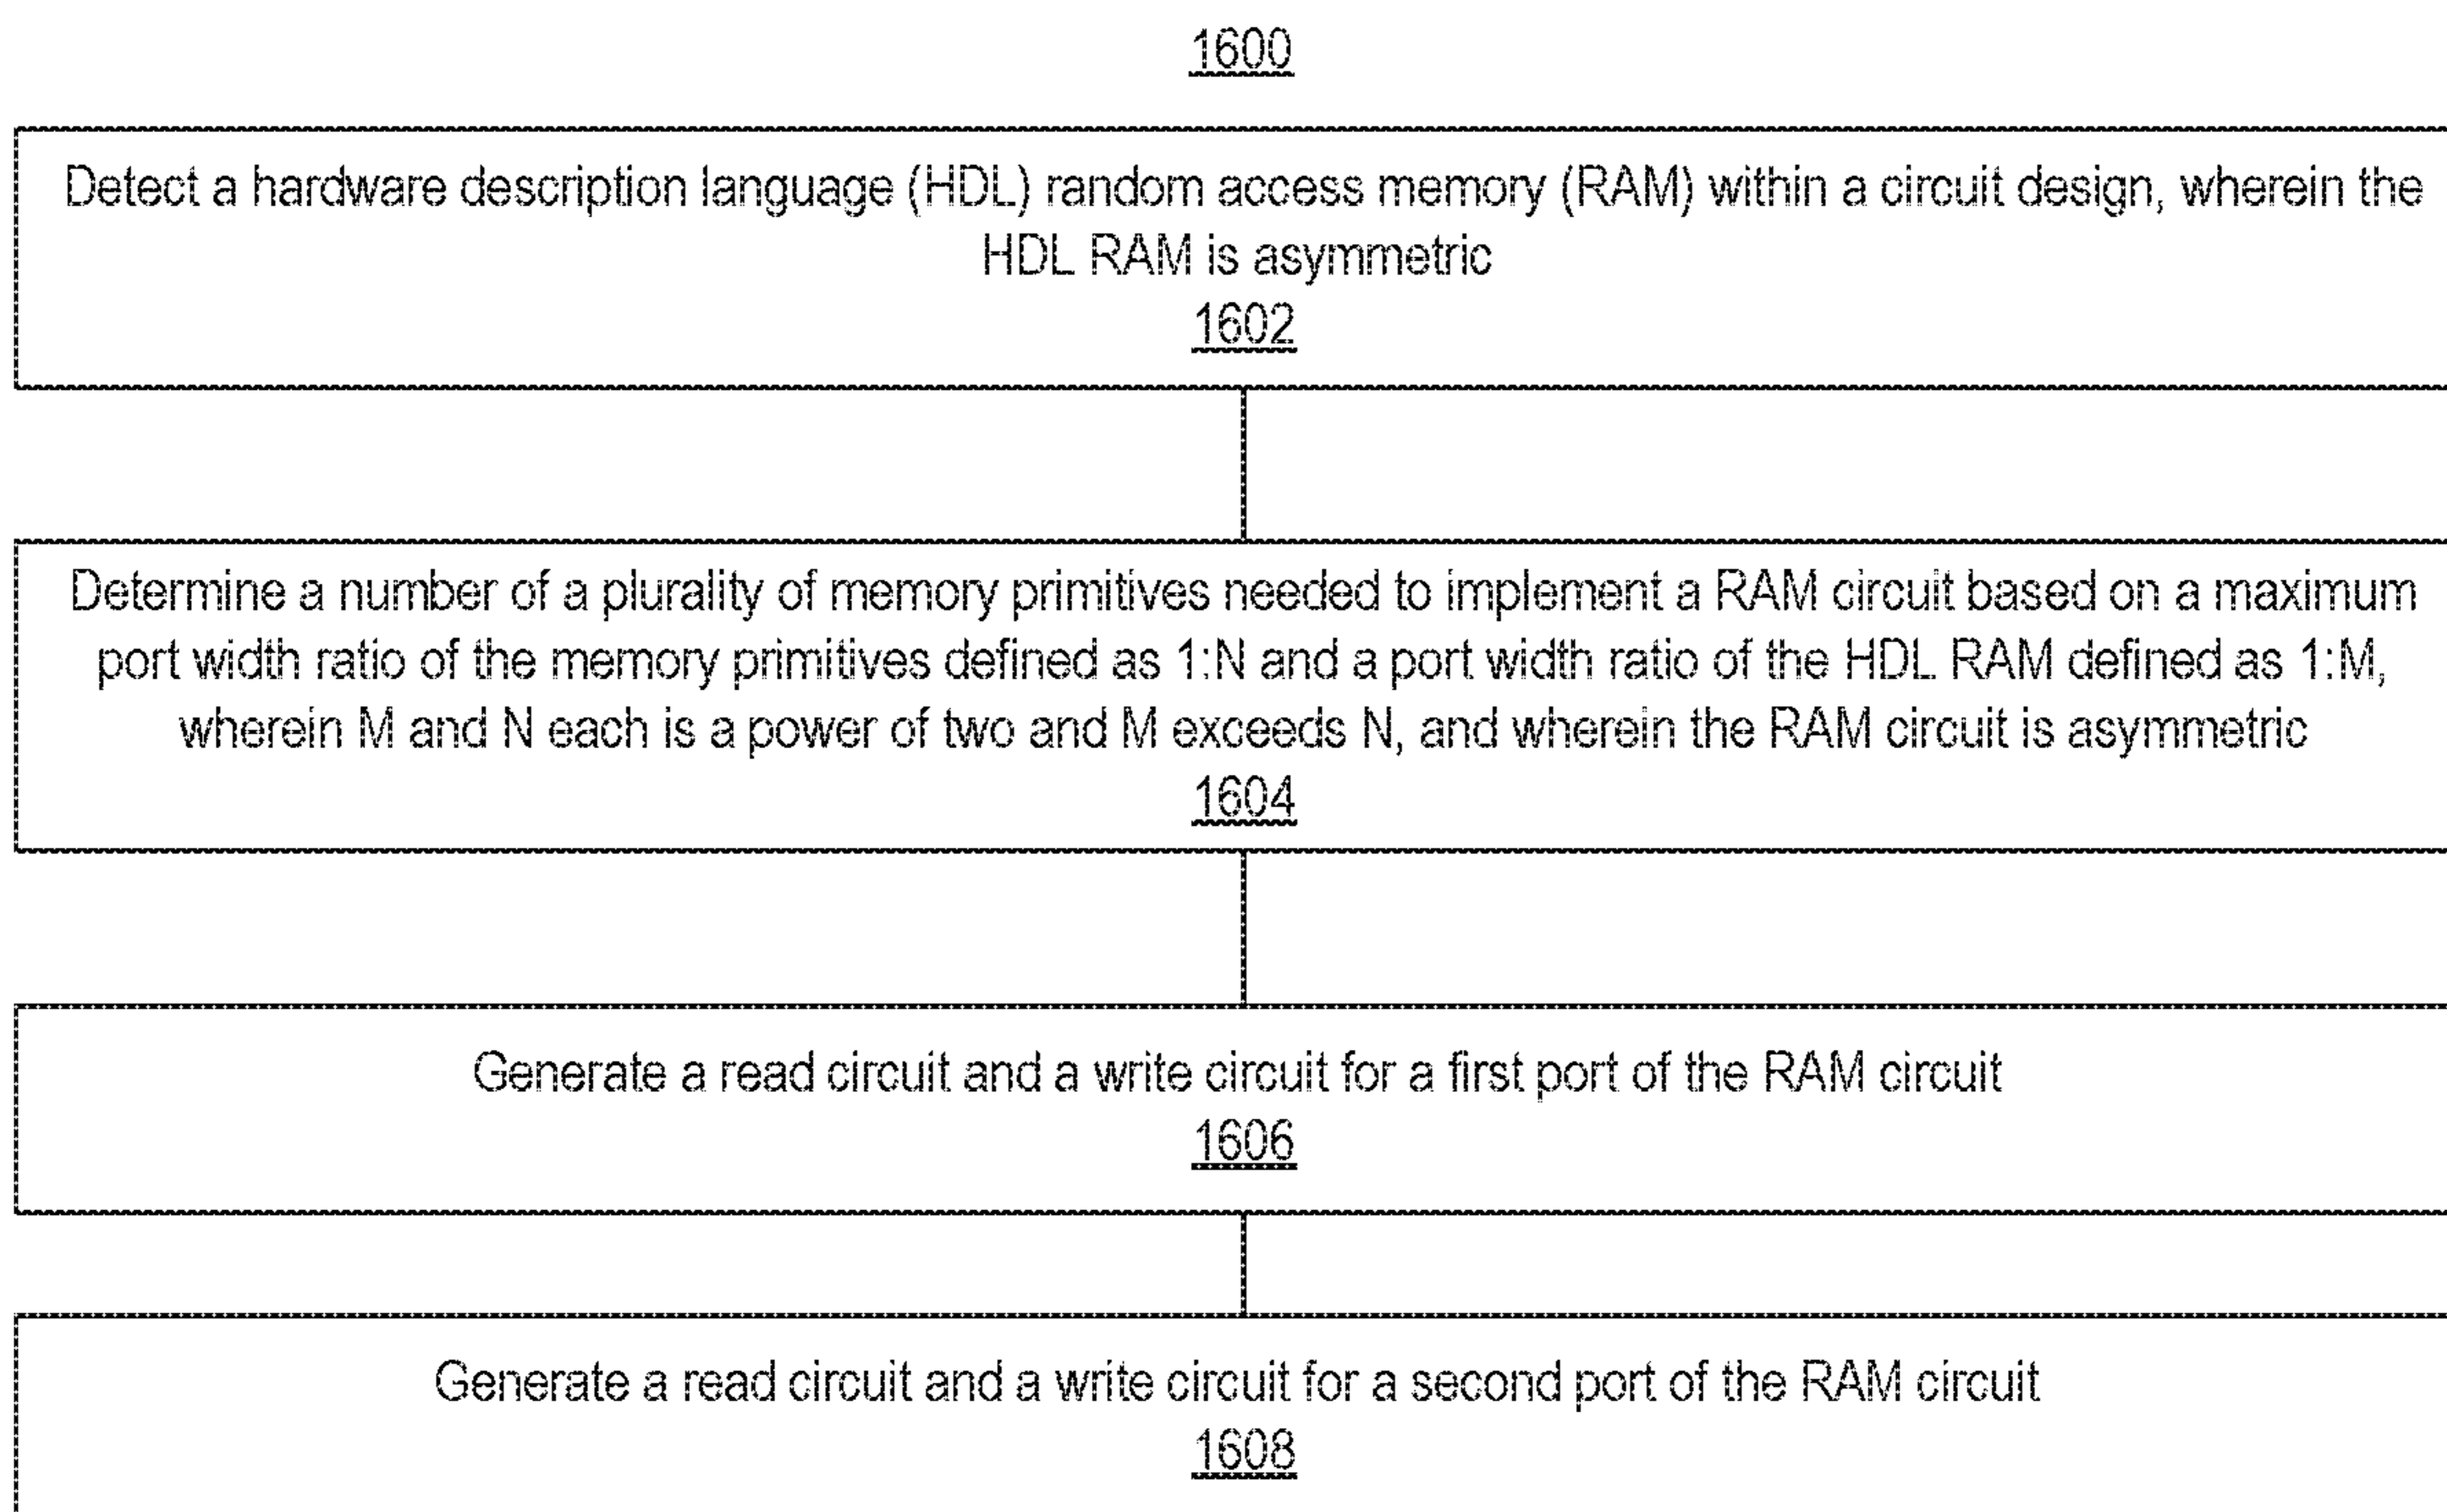 1600
Detect a hardware description language (HDL) random access memory (RAM) within a circuit design, wherein the
HDL RAM is asymmetric
1602
Determine a number of a plurality of memory primitives needed to implement a RAM circuit based on a maximum
port width ratio of the memory primitives defined as 1:N and a port width ratio of the HDL RAM defined as 1:M,
wherein M and N each is a power of two and M exceeds N, and wherein the RAM circuit is asymmetric
1604
Generate a read circuit and a write circuit for a first port of the RAM circuit
1606
Generate a read circuit and a write circuit for a second port of the RAM circuit
1608